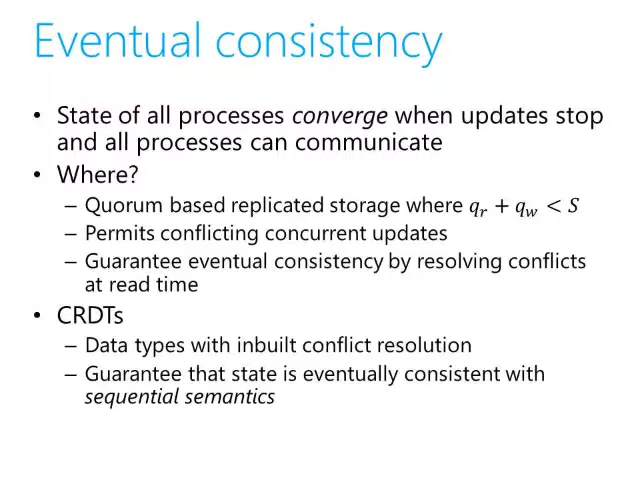 Eventual consistency
• State of all processes converge when updates stop
and all processes can communicate
• Where?
– Quorum based replicated storage where 𝑞𝑟 + 𝑞𝑤 < 𝑆
– Permits conflicting concurrent updates
– Guarantee eventual consistency by resolving conflicts
at read time
• CRDTs
– Data types with inbuilt conflict resolution
– Guarantee that state is eventually consistent with
sequential semantics